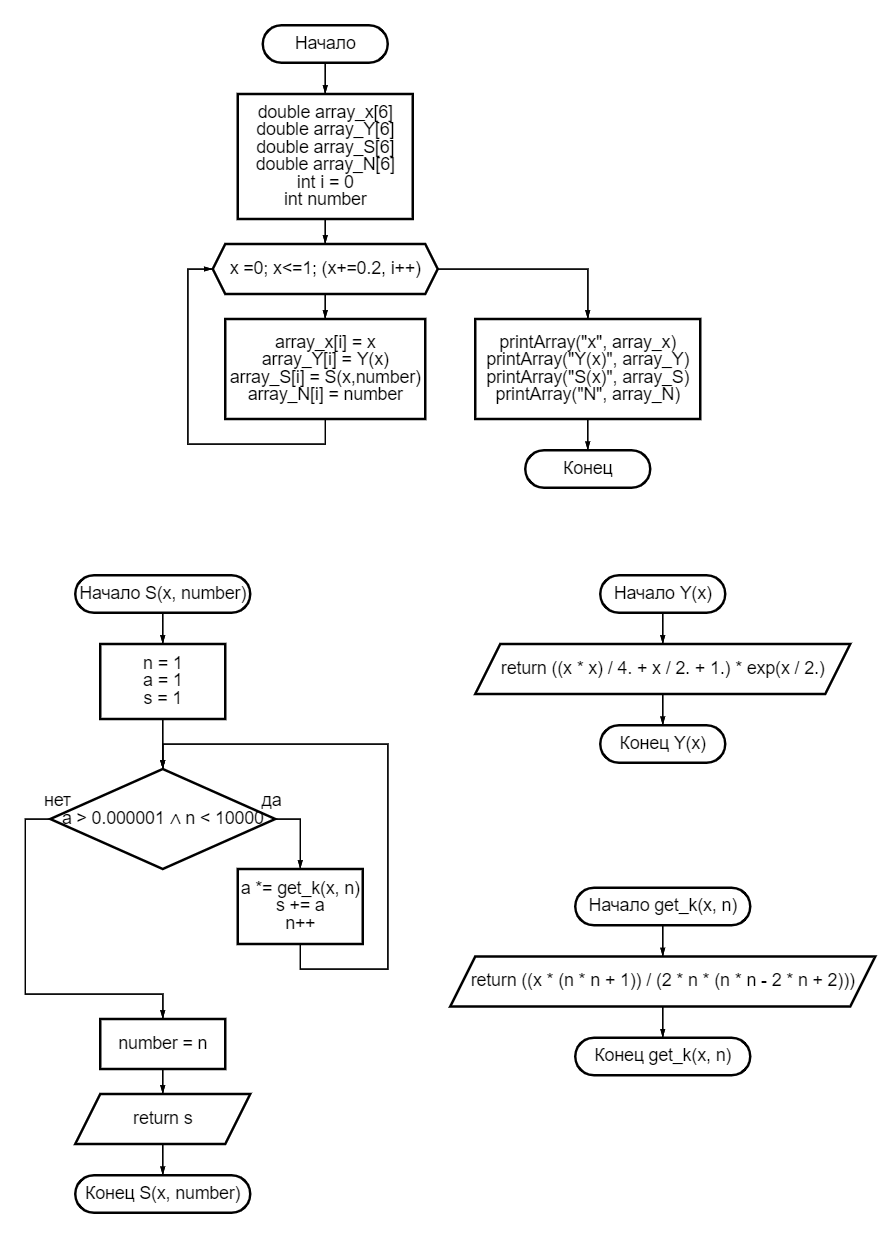 Начало
double array_x[6]
double array_Y[6]
double array_S[6]
double array_N[6]
int i = 0
int number
x =0; x<=1; (x+=0.2, i++)
array_x[i] = x
array_Y[i] = Y(x)
array_S[i] = S(x,number)
array_N[i] = number
printArray("x", array_x)
printArray("Y(x)", array_Y)
printArray("S(x)", array_S)
printArray("N", array_N)
Конец
Начало S(x, number)
n = 1
a = 1
s = 1
нет
да
a > 0.000001 ∧ n < 10000
a *= get_k(x, n)
s += a
n++
number = n
return s
Конец S(x, number)
Начало Y(x)
return ((x * x) / 4. + x / 2. + 1.) * exp(x / 2.)
Конец Y(x)
Начало get_k(x, n)
return ((x * (n * n + 1)) / (2 * n * (n * n - 2 * n + 2)))
Конец get_k(x, n)